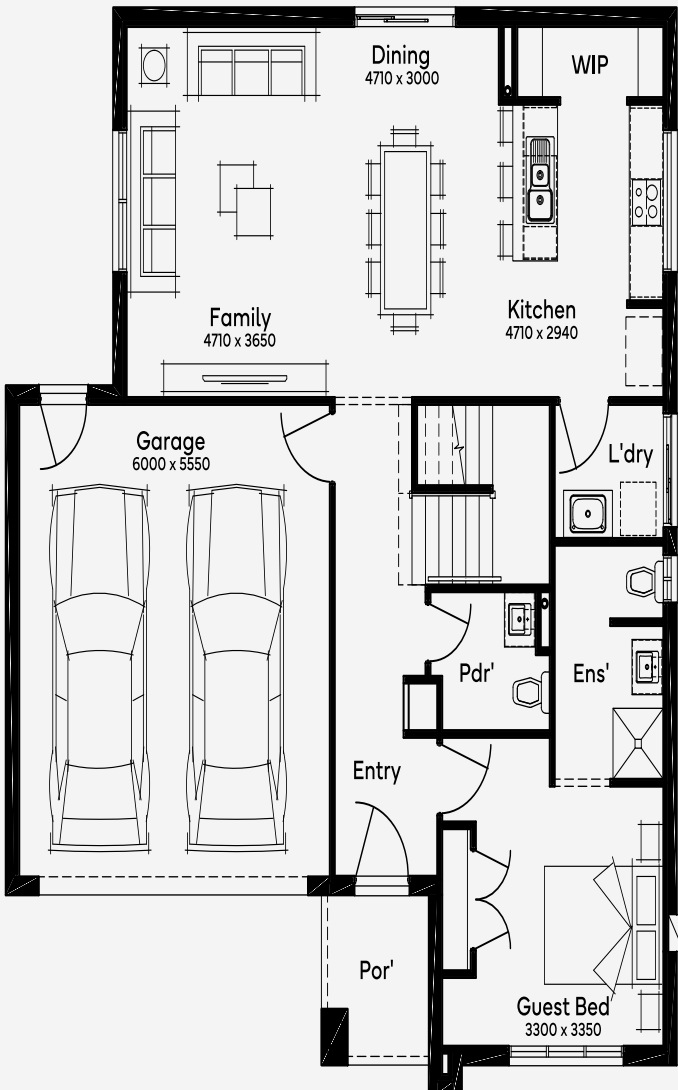 Dining
4710 x 3000
WIP
Family
4710 x 3650
Kitchen
4710 x 2940
Garage
6000 x 5550
L'dry
Pdr'
Ens'
Entry
Por'
Guest Bed
3300 x 3350